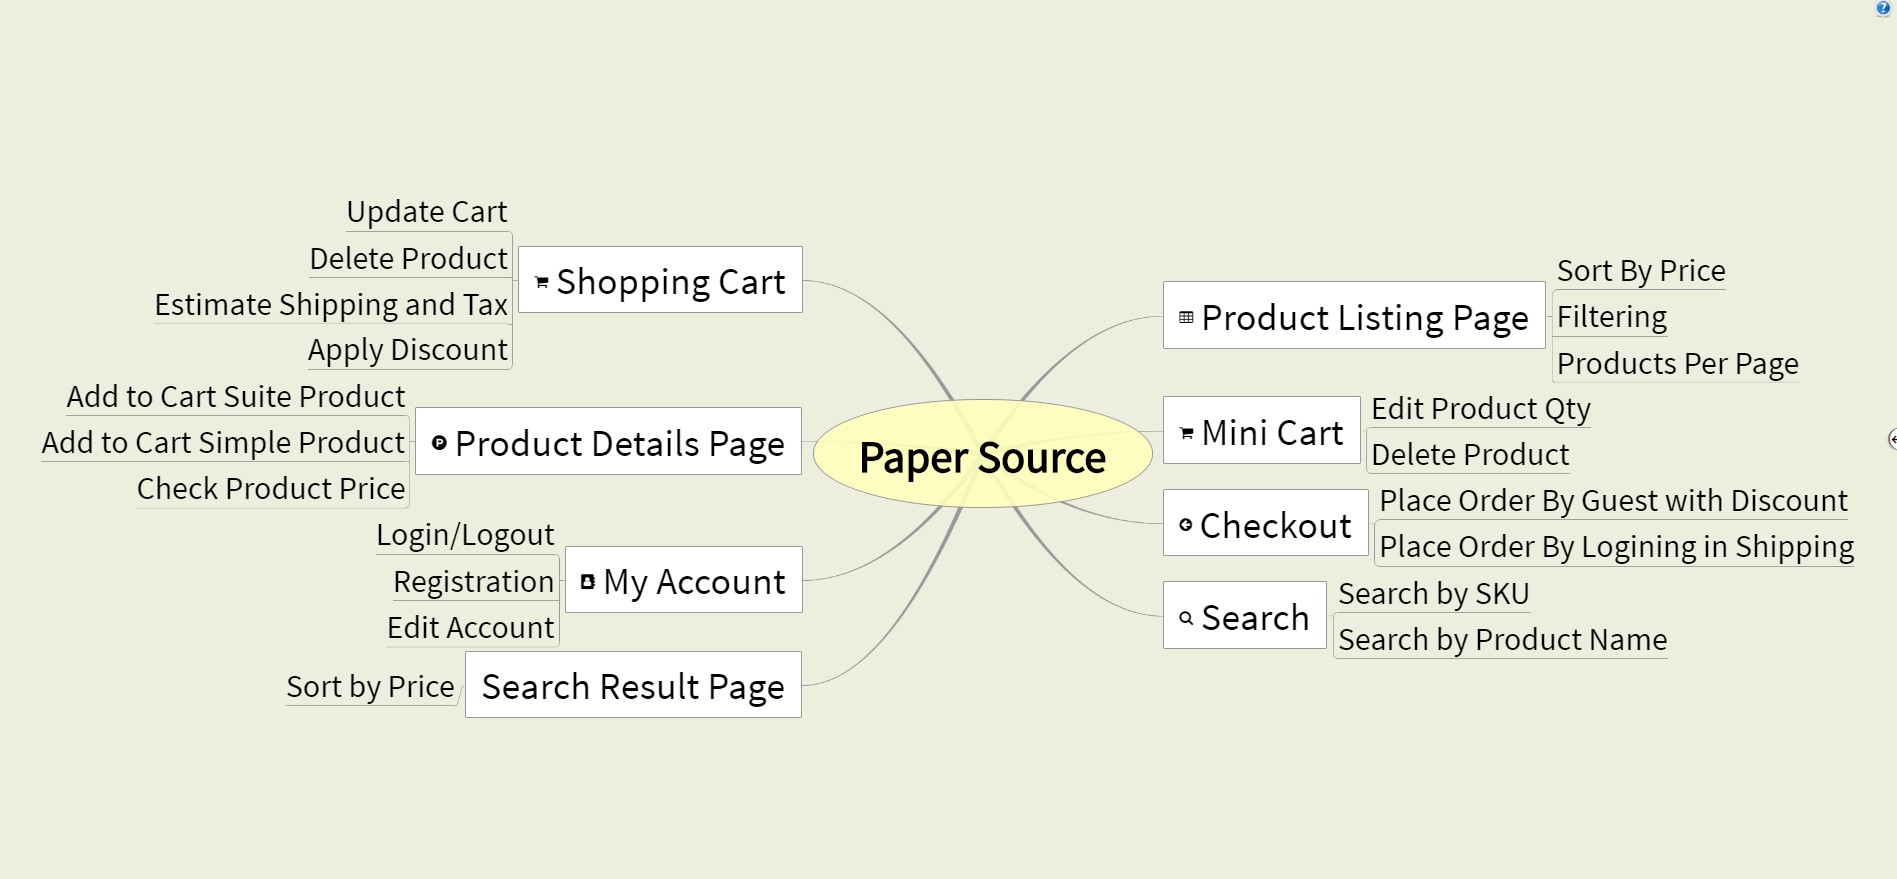 Update Cart
Delete Product
Estimate Shipping and Tax
Apply Discount
Shopping Cart
Add to Cart Suite Product
Add to Cart Simple Product
Check Product Price
Product Details Page
Login/Logout
Registration
Edit Account
My Account
Sort by Price
Search Result Page
Paper Source
Product Listing Page
Sort By Price
Filtering
Products Per Page
Mini Cart
Edit Product Qty
Delete Product
Checkout
Place Order By Guest with Discount
Place Order By Logining in Shipping
Search
Search by SKU
Search by Product Name